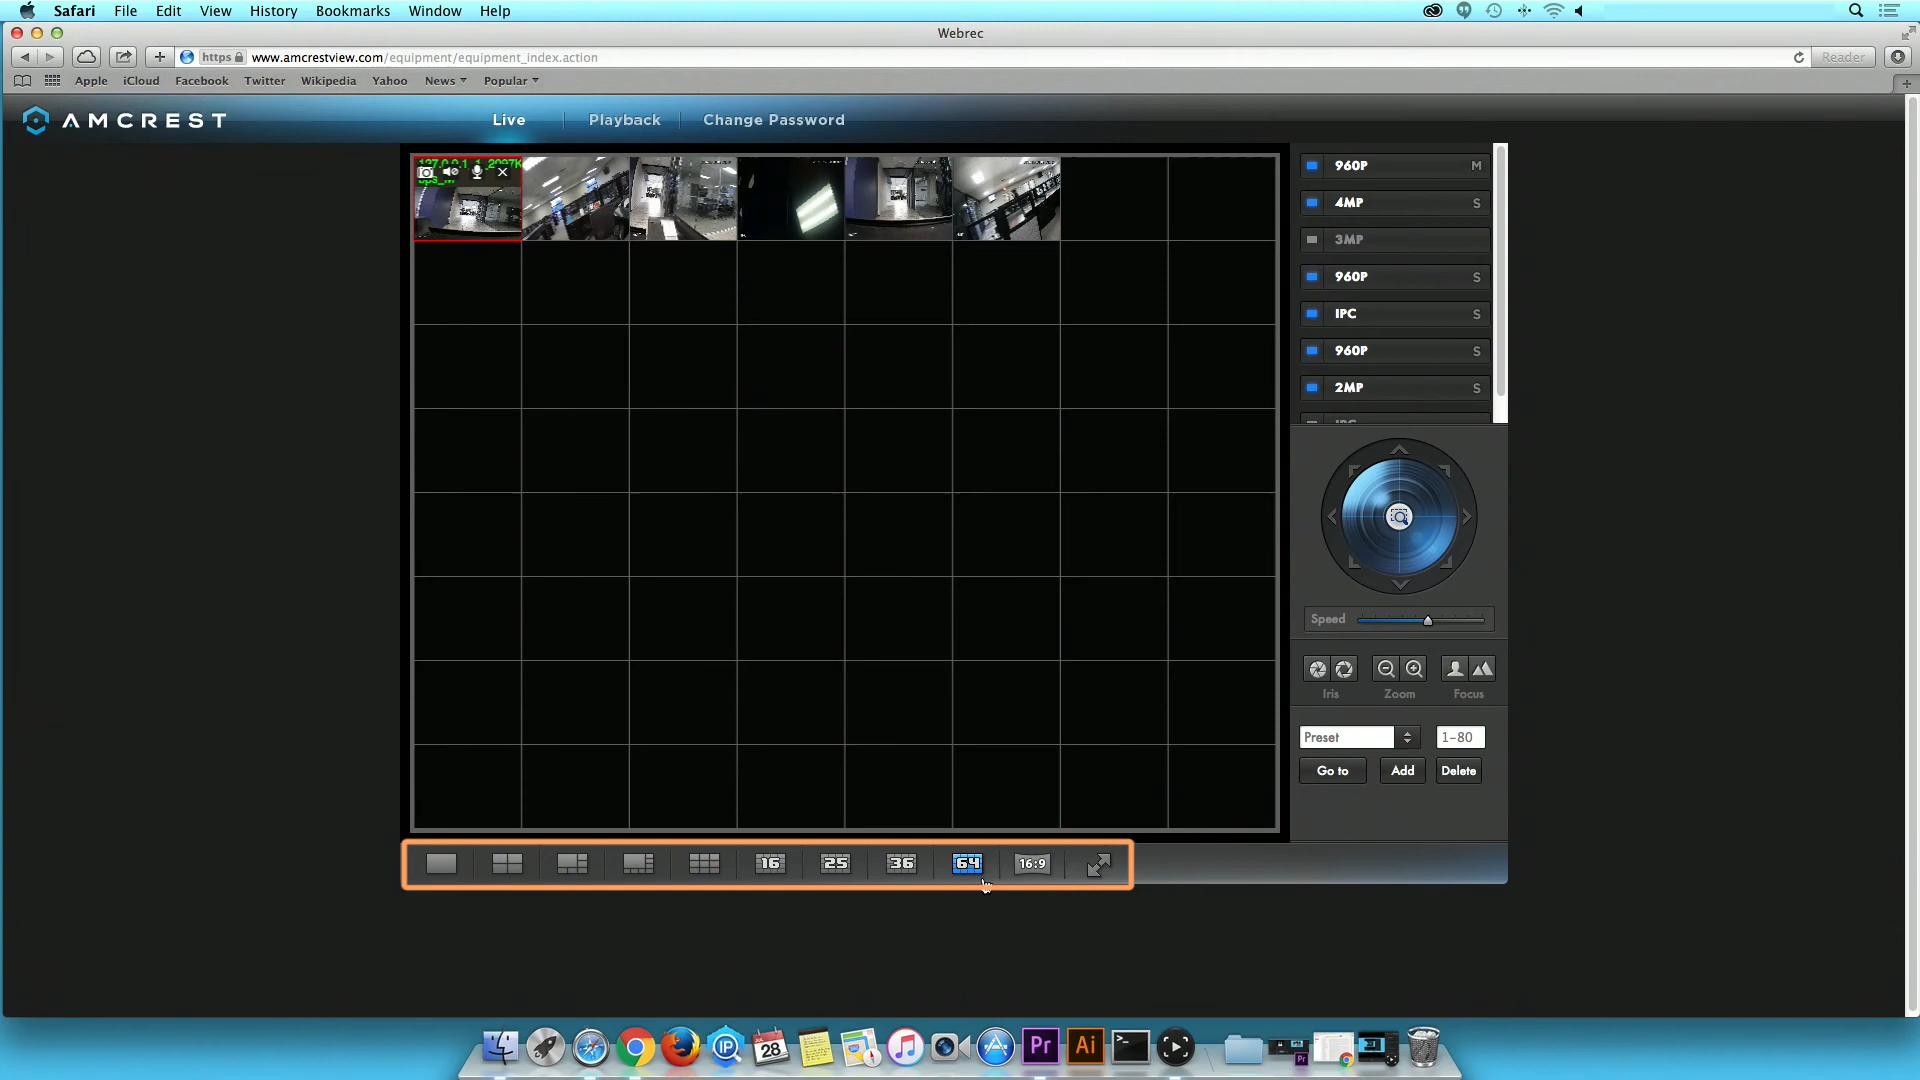 Safari File Edit View History Bookmarks Window Help
Webrec
https www.amcrestview.com/equipment/equipment_index.action
Reader
Apple iCloud Facebook Twitter Wikipedia Yahoo News Popular
AMCREST
Live Playback Change Password
960P M
4MP S
3MP
960P S
IPC S
960P S
2MP S
Speed
Iris Zoom Focus
Preset 1-80
Go to Add Delete
16 25 36 64 16:9
IP 28 Pr Ai